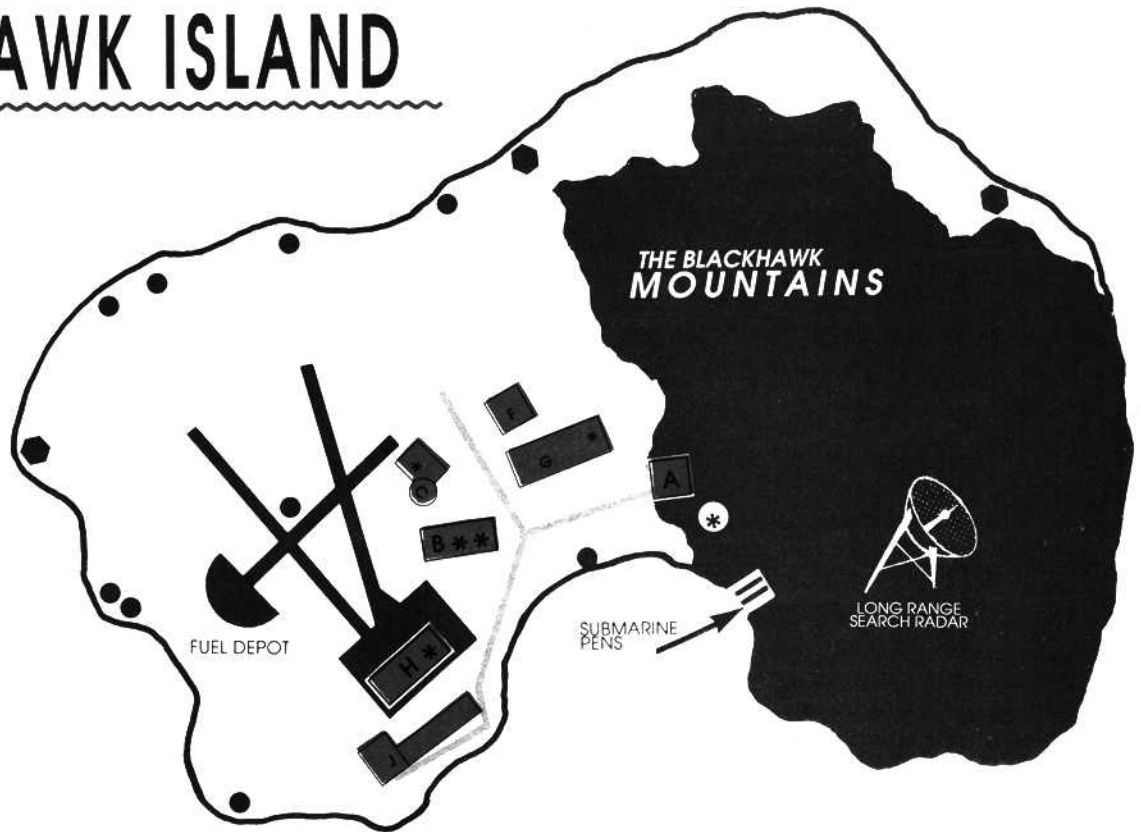 AWK ISLAND
THE BLACKHAWK
MOUNTAINS
F
*
G
A
*
C
*
B **
LONG RANGE
SEARCH RADAR
SUBMARINE
PENS
FUEL DEPOT
H *
J